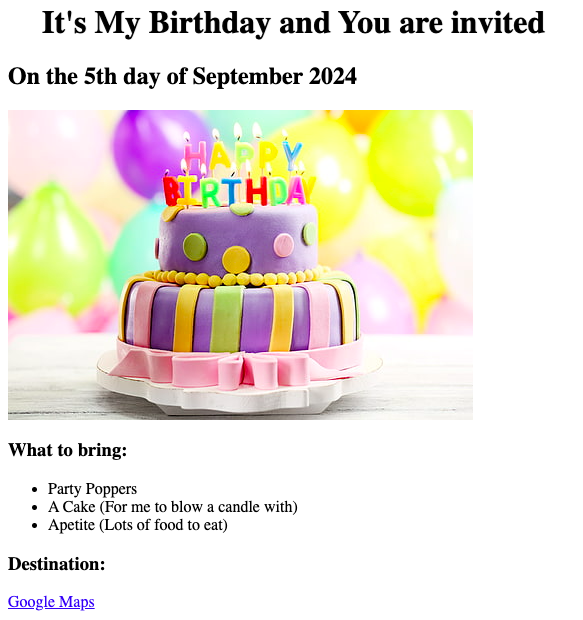 It's My Birthday and You are invited
On the 5th day of September 2024
HAPPY
BIRTHDAY
What to bring:
Party Poppers
A Cake (For me to blow a candle with)
Apetite (Lots of food to eat)
Destination:
Google Maps